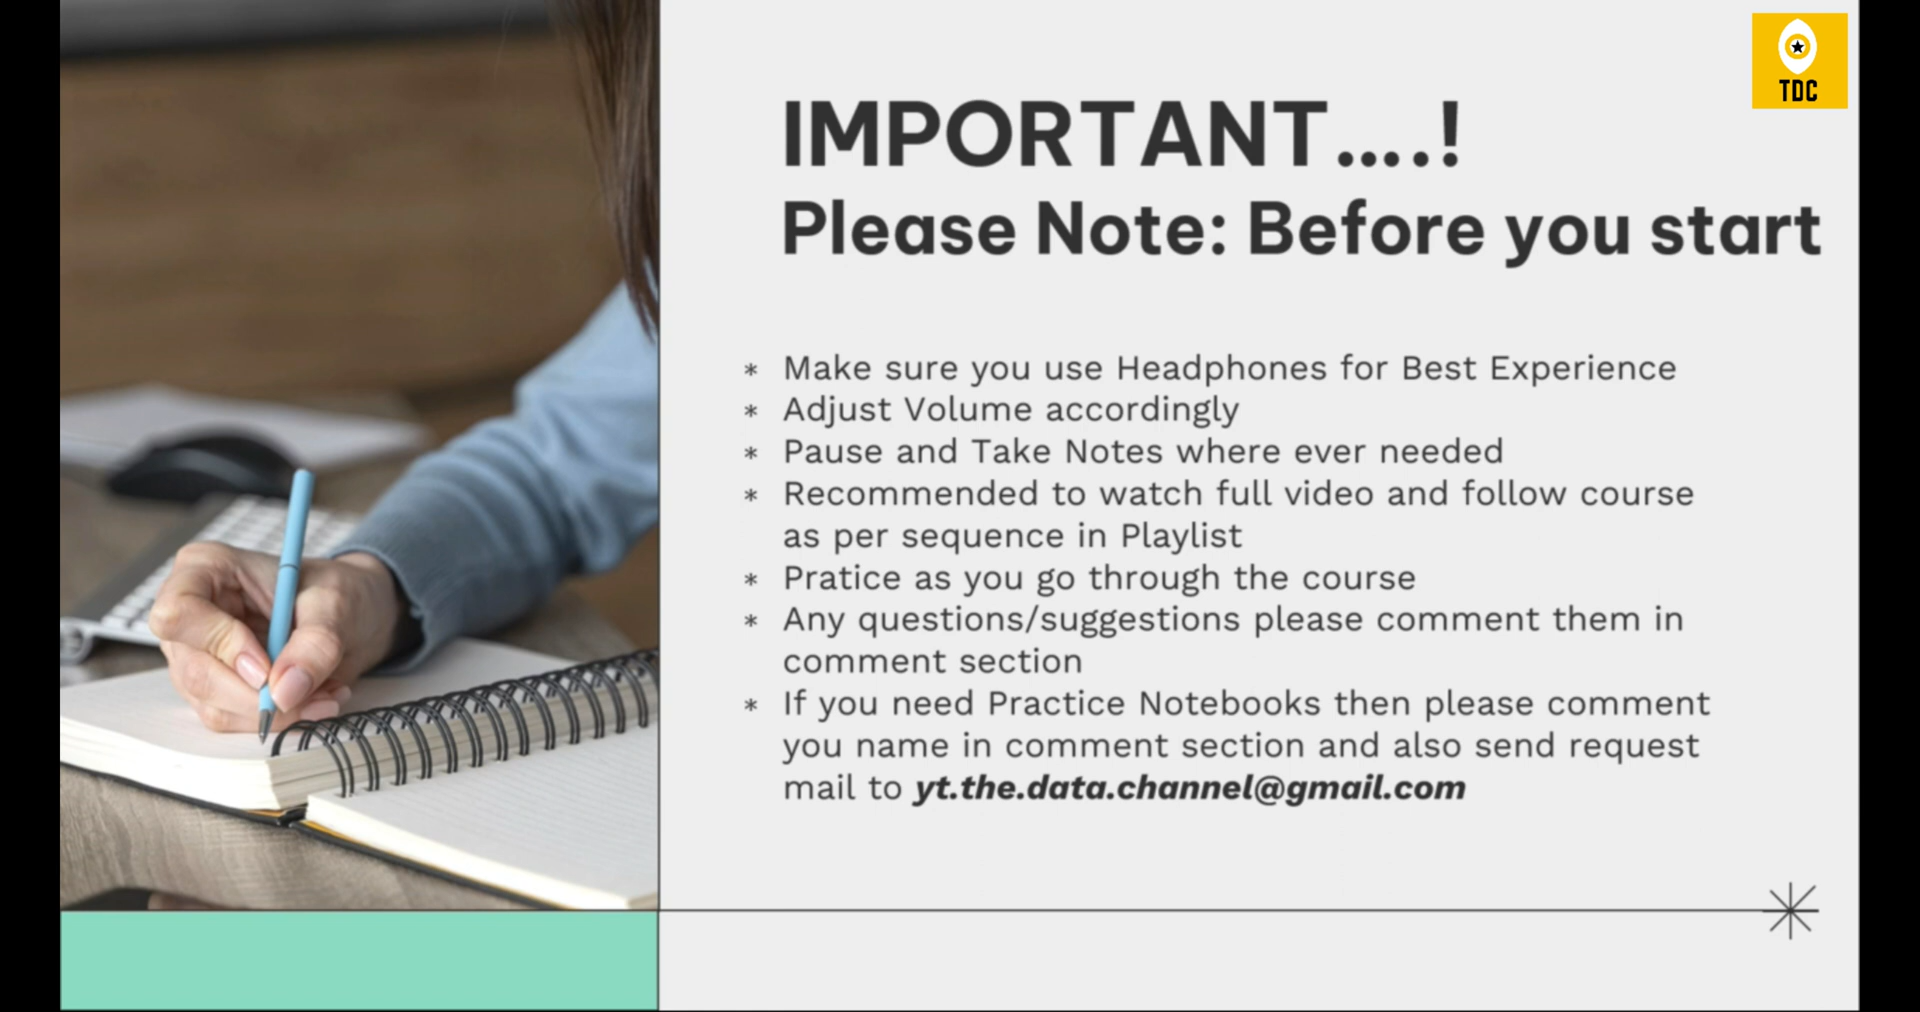 TDC
IMPORTANT....!
Please Note: Before you start
* Make sure you use Headphones for Best Experience
* Adjust Volume accordingly
* Pause and Take Notes where ever needed
* Recommended to watch full video and follow course
as per sequence in Playlist
* Pratice as you go through the course
* Any questions/suggestions please comment them in
comment section
* If you need Practice Notebooks then please comment
you name in comment section and also send request
mail to yt.the.data.channel@gmail.com